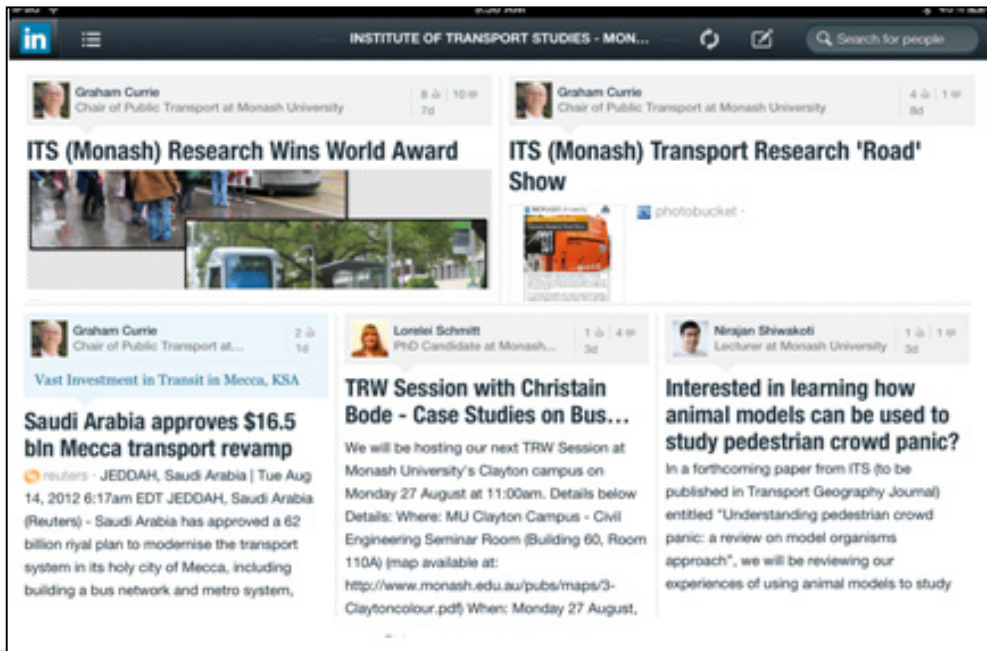 in
INSTITUTE OF TRANSPORT STUDIES - MON...
Search for people
Graham Currie
Chair of Public Transport at Monash University
8 10
7d
ITS (Monash) Research Wins World Award
Graham Currie
Chair of Public Transport at Monash University
4 1
8d
ITS (Monash) Transport Research 'Road'
Show
photobucket ·
Graham Currie
Chair of Public Transport at...
2
1d
Vast Investment in Transit in Mecca, KSA
Saudi Arabia approves $16.5
bln Mecca transport revamp
reuters · JEDDAH, Saudi Arabia | Tue Aug
14, 2012 6:17am EDT JEDDAH, Saudi Arabia
(Reuters) - Saudi Arabia has approved a 62
billion riyal plan to modernise the transport
system in its holy city of Mecca, including
building a bus network and metro system,
Lorelei Schmitt
PhD Candidate at Monash...
1 4
3d
TRW Session with Christain
Bode - Case Studies on Bus...
We will be hosting our next TRW Session at
Monash University's Clayton campus on
Monday 27 August at 11:00am. Details below
Details: Where: MU Clayton Campus - Civil
Engineering Seminar Room (Building 60, Room
110A) (map available at:
http://www.monash.edu.au/pubs/maps/3-
Claytoncolour.pdf) When: Monday 27 August,
Nirajan Shiwakoti
Lecturer at Monash University
1 1
3d
Interested in learning how
animal models can be used to
study pedestrian crowd panic?
In a forthcoming paper from ITS (to be
published in Transport Geography Journal)
entitled "Understanding pedestrian crowd
panic: a review on model organisms
approach", we will be reviewing our
experiences of using animal models to study